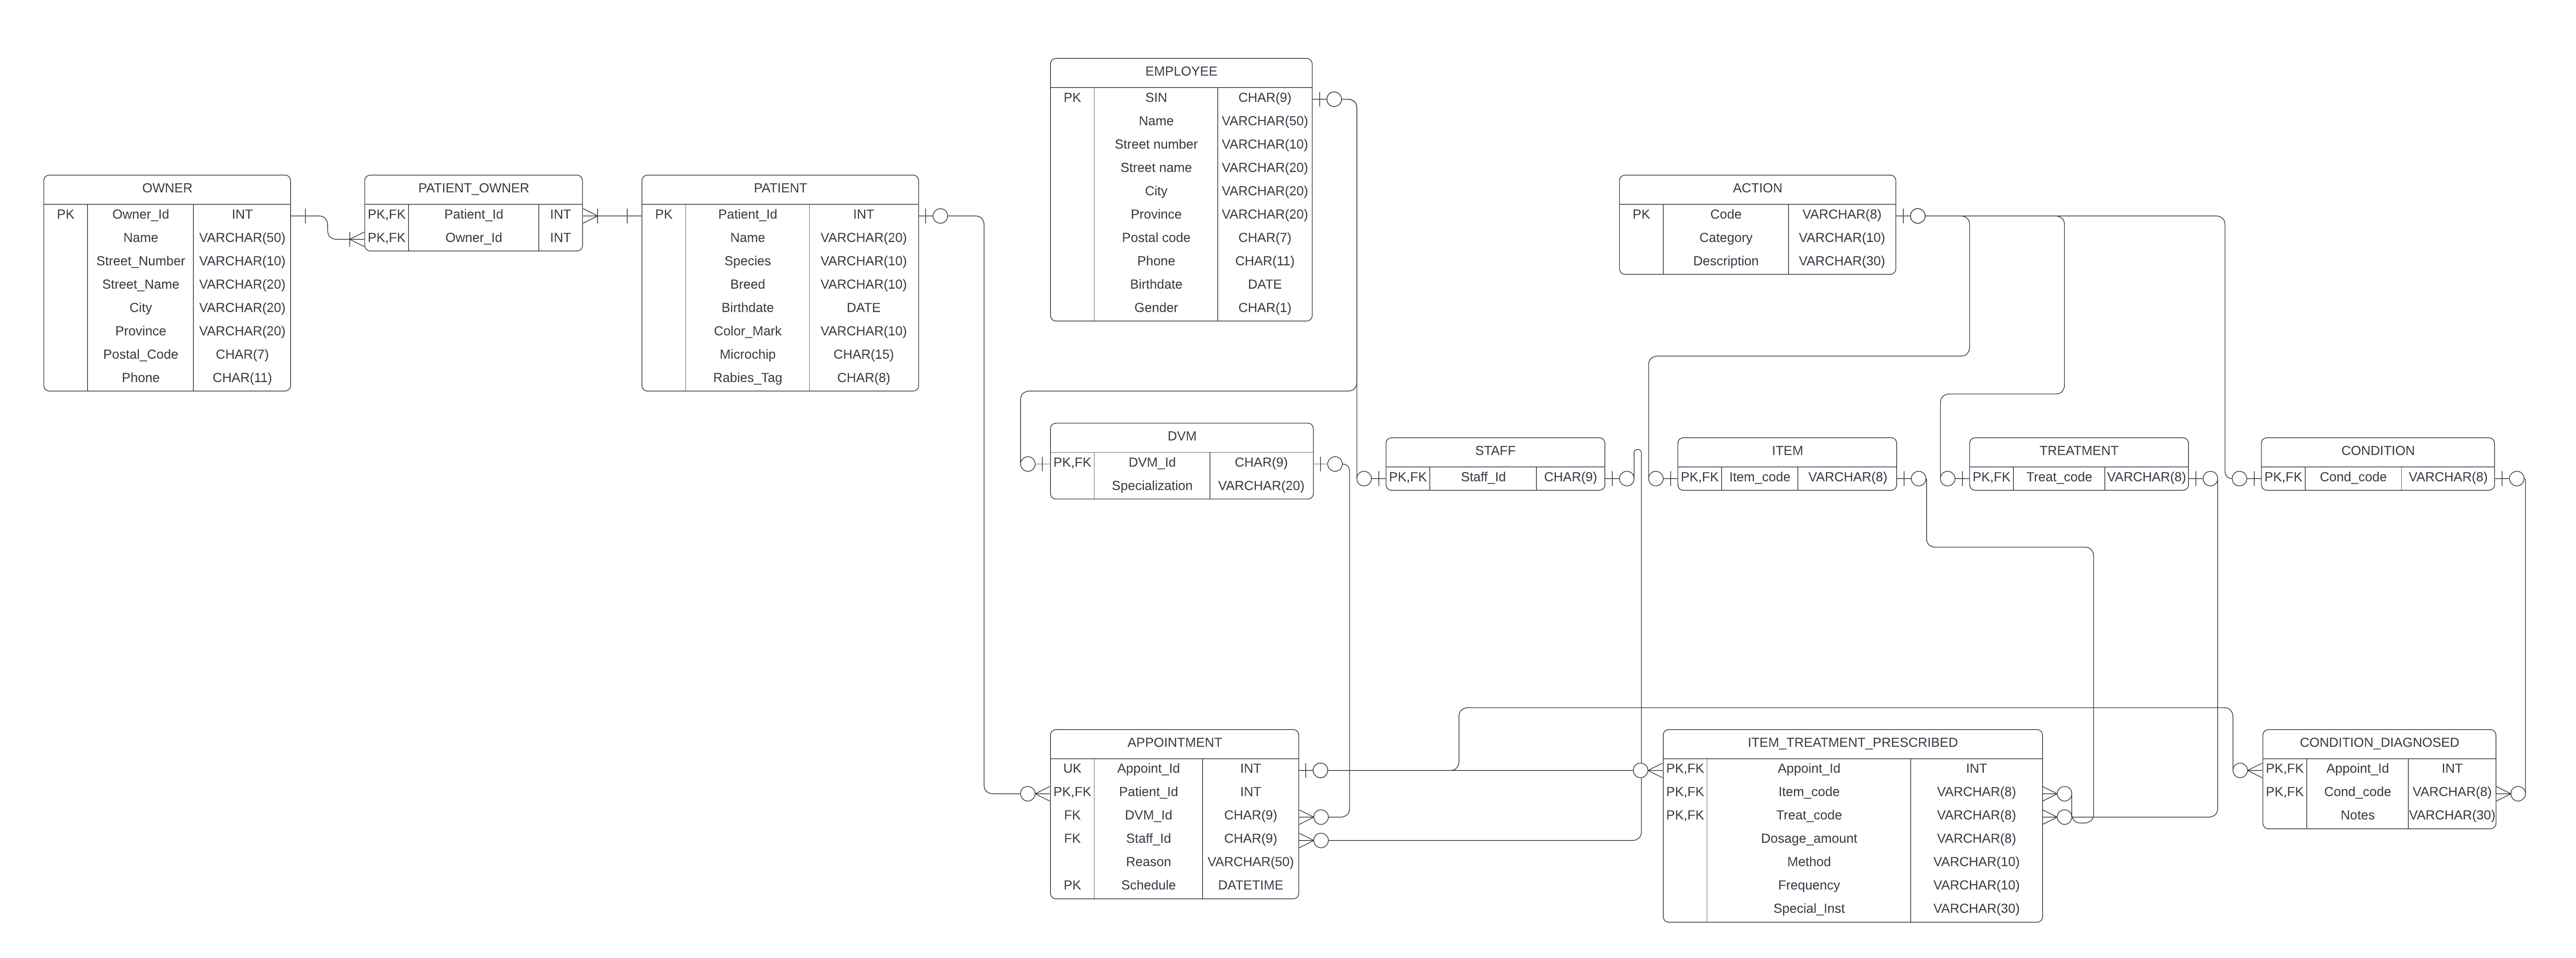 EMPLOYEE
PK SIN CHAR(9)
Name VARCHAR(50)
Street number VARCHAR(10)
Street name VARCHAR(20)
City VARCHAR(20)
Province VARCHAR(20)
Postal code CHAR(7)
Phone CHAR(11)
Birthdate DATE
Gender CHAR(1)
OWNER
PK Owner_Id INT
Name VARCHAR(50)
Street_Number VARCHAR(10)
Street_Name VARCHAR(20)
City VARCHAR(20)
Province VARCHAR(20)
Postal_Code CHAR(7)
Phone CHAR(11)
PATIENT_OWNER
PK,FK Patient_Id INT
PK,FK Owner_Id INT
PATIENT
PK Patient_Id INT
Name VARCHAR(20)
Species VARCHAR(10)
Breed VARCHAR(10)
Birthdate DATE
Color_Mark VARCHAR(10)
Microchip CHAR(15)
Rabies_Tag CHAR(8)
ACTION
PK Code VARCHAR(8)
Category VARCHAR(10)
Description VARCHAR(30)
DVM
PK,FK DVM_Id CHAR(9)
Specialization VARCHAR(20)
STAFF
PK,FK Staff_Id CHAR(9)
ITEM
PK,FK Item_code VARCHAR(8)
TREATMENT
PK,FK Treat_code VARCHAR(8)
CONDITION
PK,FK Cond_code VARCHAR(8)
APPOINTMENT
UK Appoint_Id INT
PK,FK Patient_Id INT
FK DVM_Id CHAR(9)
FK Staff_Id CHAR(9)
Reason VARCHAR(50)
PK Schedule DATETIME
ITEM_TREATMENT_PRESCRIBED
PK,FK Appoint_Id INT
PK,FK Item_code VARCHAR(8)
PK,FK Treat_code VARCHAR(8)
Dosage_amount VARCHAR(8)
Method VARCHAR(10)
Frequency VARCHAR(10)
Special_Inst VARCHAR(30)
CONDITION_DIAGNOSED
PK,FK Appoint_Id INT
PK,FK Cond_code VARCHAR(8)
Notes VARCHAR(30)